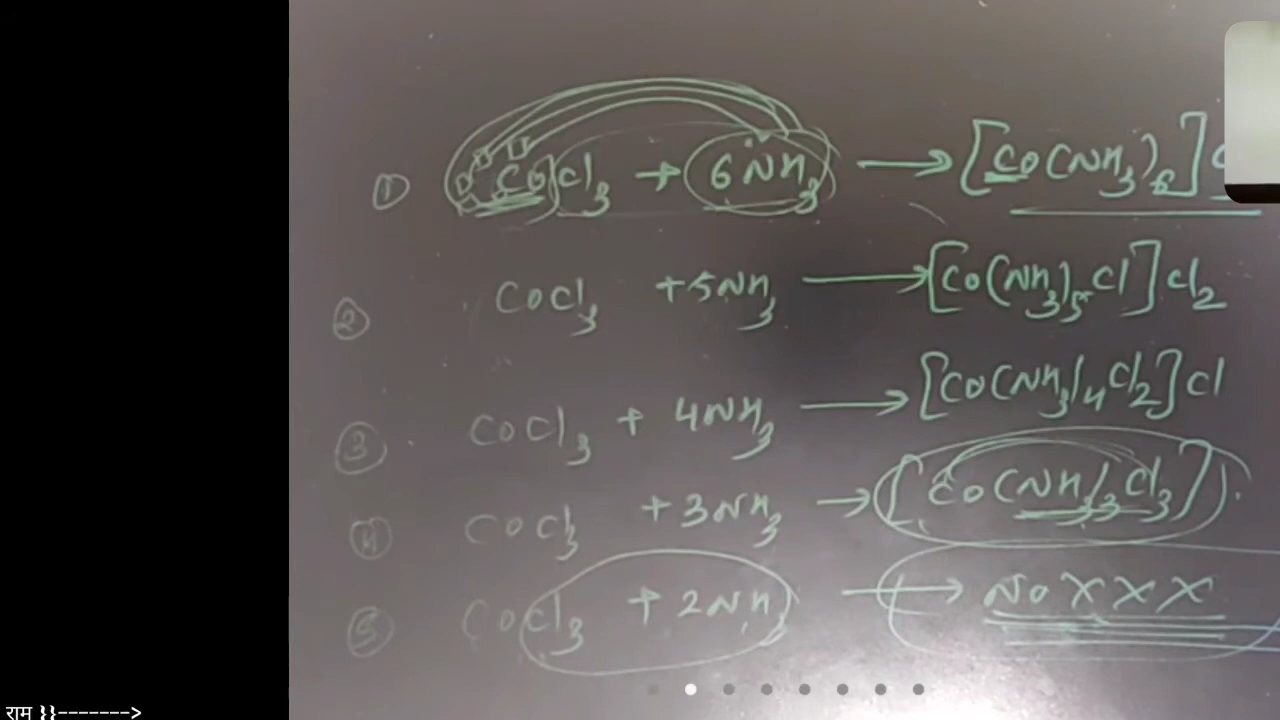 ① CoCl3 + 6NH3 → [Co(NH3)6]
② CoCl3 + 5NH3 → [Co(NH3)5Cl]Cl2
③ CoCl3 + 4NH3 → [Co(NH3)4Cl2]Cl
④ CoCl3 + 3NH3 → [Co(NH3)3Cl3]
⑤ CoCl3 + 2NH3 → No X X X
राम }}------->